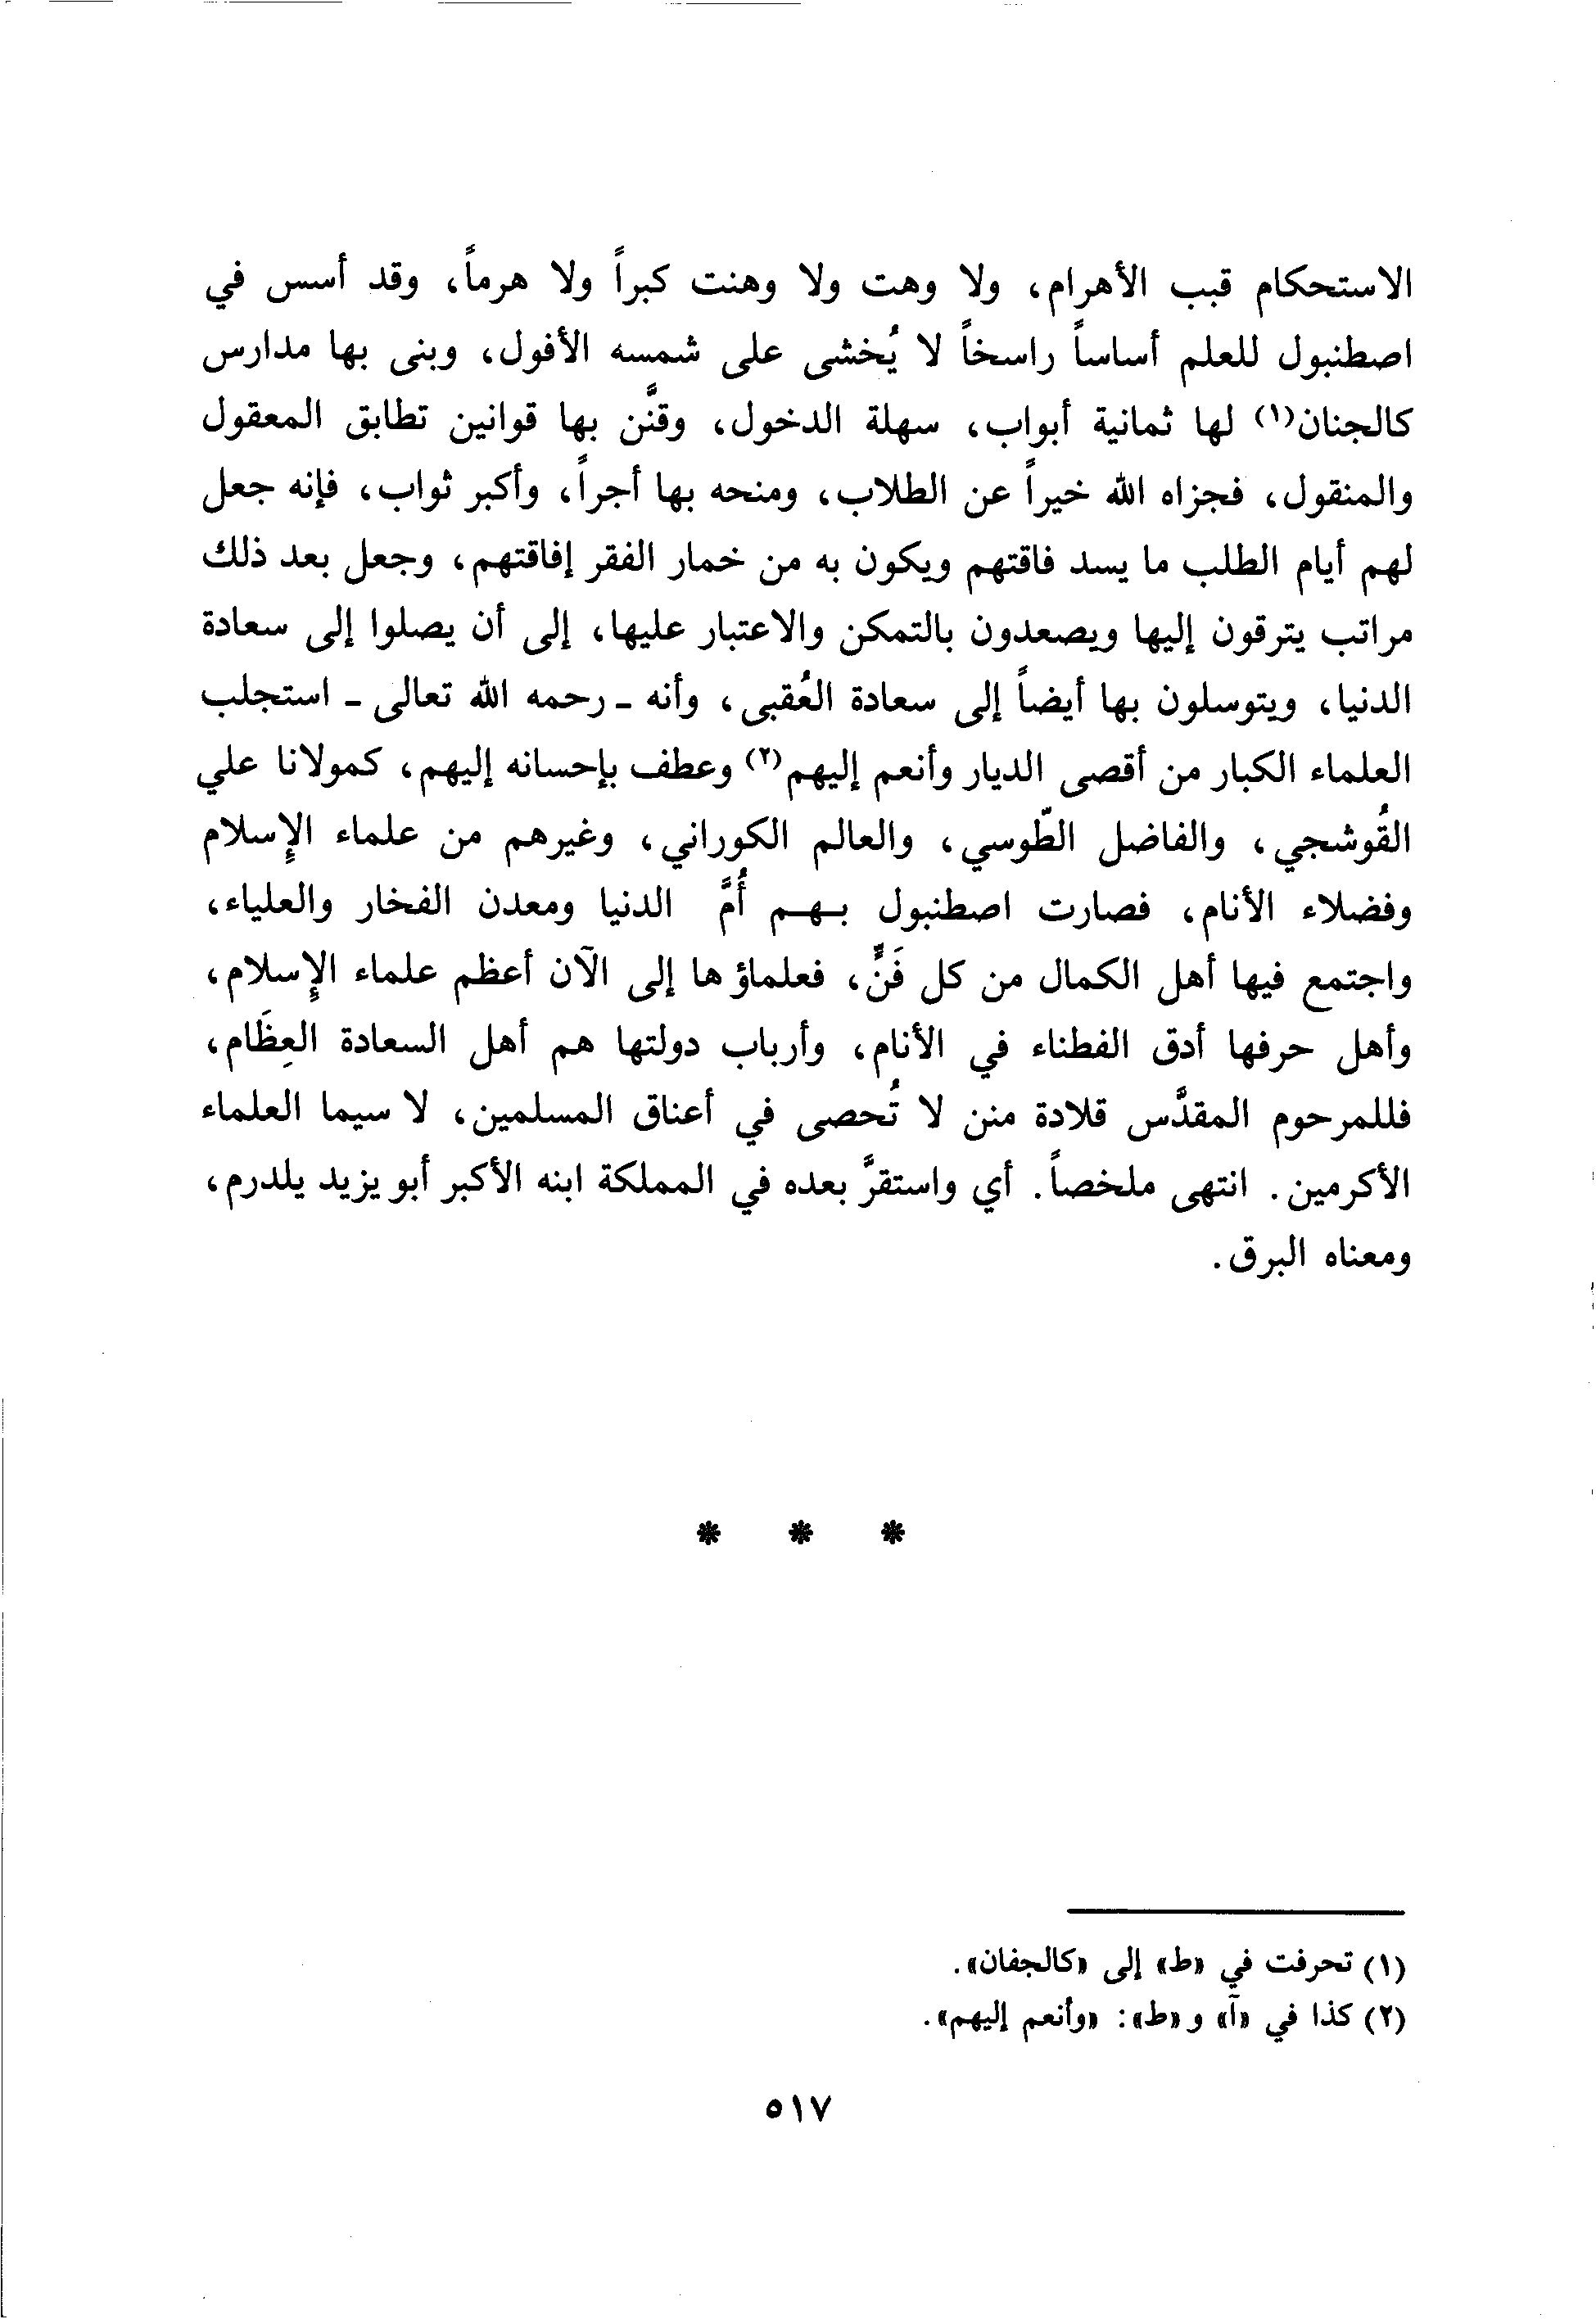 الاستحكام قبب الأهرام، ولا وهت ولا وهنت كبراً ولا هرماً، وقد أسس في
اصطنبول للعلم أساساً راسخاً لا يُخشى على شمسه الأفول، وبنى بها مدارس
كالجنان(١) لها ثمانية أبواب، سهلة الدخول، وقنَّن بها قوانين تطابق المعقول
والمنقول، فجزاه الله خيراً عن الطلاب، ومنحه بها أجراً، وأكبر ثواب، فإنه جعل
لهم أيام الطلب ما يسد فاقتهم ويكون به من خمار الفقر إفاقتهم، وجعل بعد ذلك
مراتب يترقون إليها ويصعدون بالتمكن والاعتبار عليها، إلى أن يصلوا إلى سعادة
الدنيا، ويتوسلون بها أيضاً إلى سعادة العُقبى، وأنه ـ رحمه الله تعالى ـ استجلب
العلماء الكبار من أقصى الديار وأنعم إليهم(٢) وعطف بإحسانه إليهم، كمولانا علي
القُوشجي، والفاضل الطّوسي، والعالم الكوراني، وغيرهم من علماء الإِسلام
وفضلاء الأنام، فصارت اصطنبول بـهـم أُمَّ الدنيا ومعدن الفخار والعلياء،
واجتمع فيها أهل الكمال من كل فَنٍّ، فعلماؤها إلى الآن أعظم علماء الإِسلام،
وأهل حرفها أدق الفطناء في الأنام، وأرباب دولتها هم أهل السعادة العِظَام،
فللمرحوم المقدَّس قلادة منن لا تُحصى في أعناق المسلمين، لا سيما العلماء
الأكرمين. انتهى ملخصاً. أي واستقرَّ بعده في المملكة ابنه الأكبر أبو يزيد يلدرم،
ومعناه البرق.
* * *
(١) تحرفت في «ط» إلى «كالجفان».
(٢) كذا في «آ» و«ط»: «وأنعم إليهم».
٥١٧